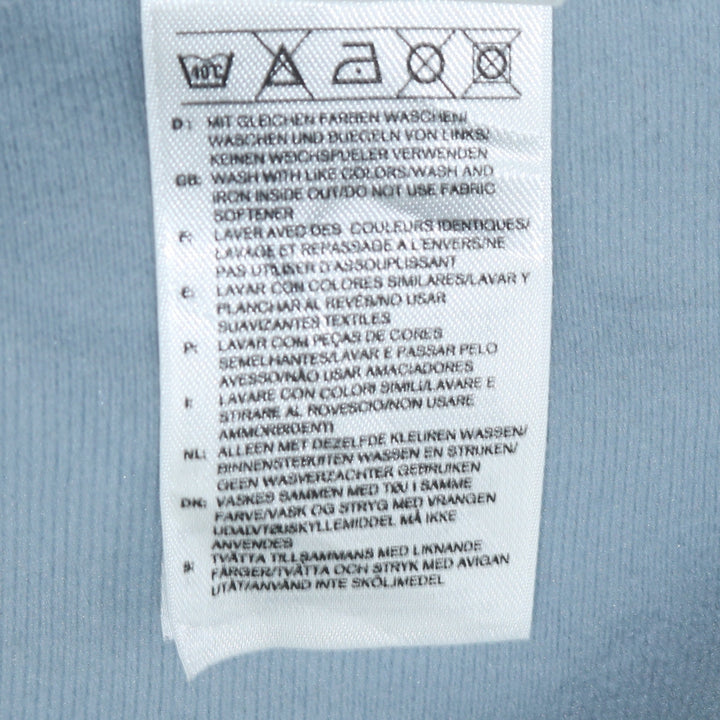 40°C
D: MIT GLEICHEN FARBEN WASCHEN/
WASCHEN UND BUEGELN VON LINKS/
KEINEN WEICHSPUELER VERWENDEN
GB: WASH WITH LIKE COLORS/WASH AND
IRON INSIDE OUT/DO NOT USE FABRIC
SOFTENER
F: LAVER AVEC DES COULEURS IDENTIQUES/
LAVAGE ET REPASSAGE A L'ENVERS/NE
PAS UTILISER D'ASSOUPLISSANT
E: LAVAR CON COLORES SIMILARES/LAVAR Y
PLANCHAR AL REVÉS/NO USAR
SUAVIZANTES TEXTILES
P: LAVAR COM PEÇAS DE CORES
SEMELHANTES/LAVAR E PASSAR PELO
AVESSO/NÃO USAR AMACIADORES
I: LAVARE CON COLORI SIMILI/LAVARE E
STIRARE AL ROVESCIO/NON USARE
AMMORBIDENTI
NL: ALLEEN MET DEZELFDE KLEUREN WASSEN/
BINNENSTEBUITEN WASSEN EN STRIJKEN/
GEEN WASVERZACHTER GEBRUIKEN
DK: VASKES SAMMEN MED TØJ I SAMME
FARVE/VASK OG STRYG MED VRANGEN
UDAD/TØJSKYLLEMIDDEL MÅ IKKE
ANVENDES
S: TVÄTTA TILLSAMMANS MED LIKNANDE
FÄRGER/TVÄTTA OCH STRYK MED AVIGAN
UTÅT/ANVÄND INTE SKÖLJMEDEL